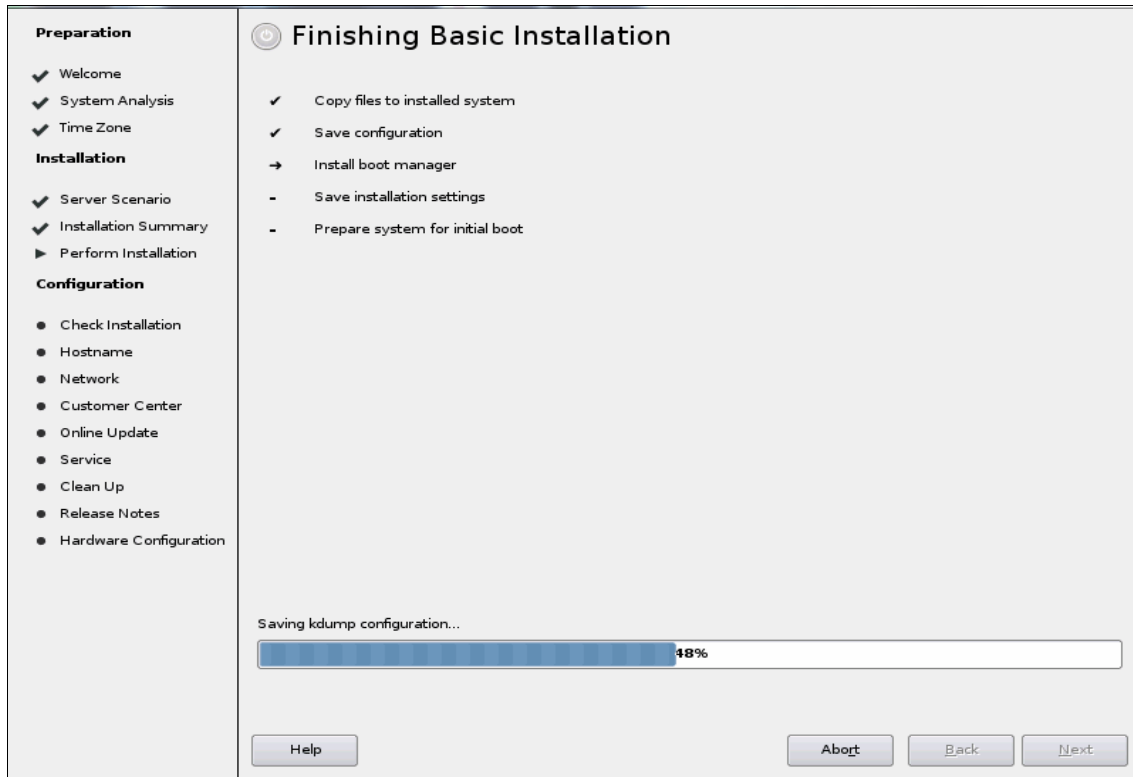 Preparation
Welcome
System Analysis
Time Zone
Installation
Server Scenario
Installation Summary
Perform Installation
Configuration
Check Installation
Hostname
Network
Customer Center
Online Update
Service
Clean Up
Release Notes
Hardware Configuration
Finishing Basic Installation
Copy files to installed system
Save configuration
Install boot manager
- Save installation settings
- Prepare system for initial boot
Saving kdump configuration...
48%
Help
Abort
Back
Next